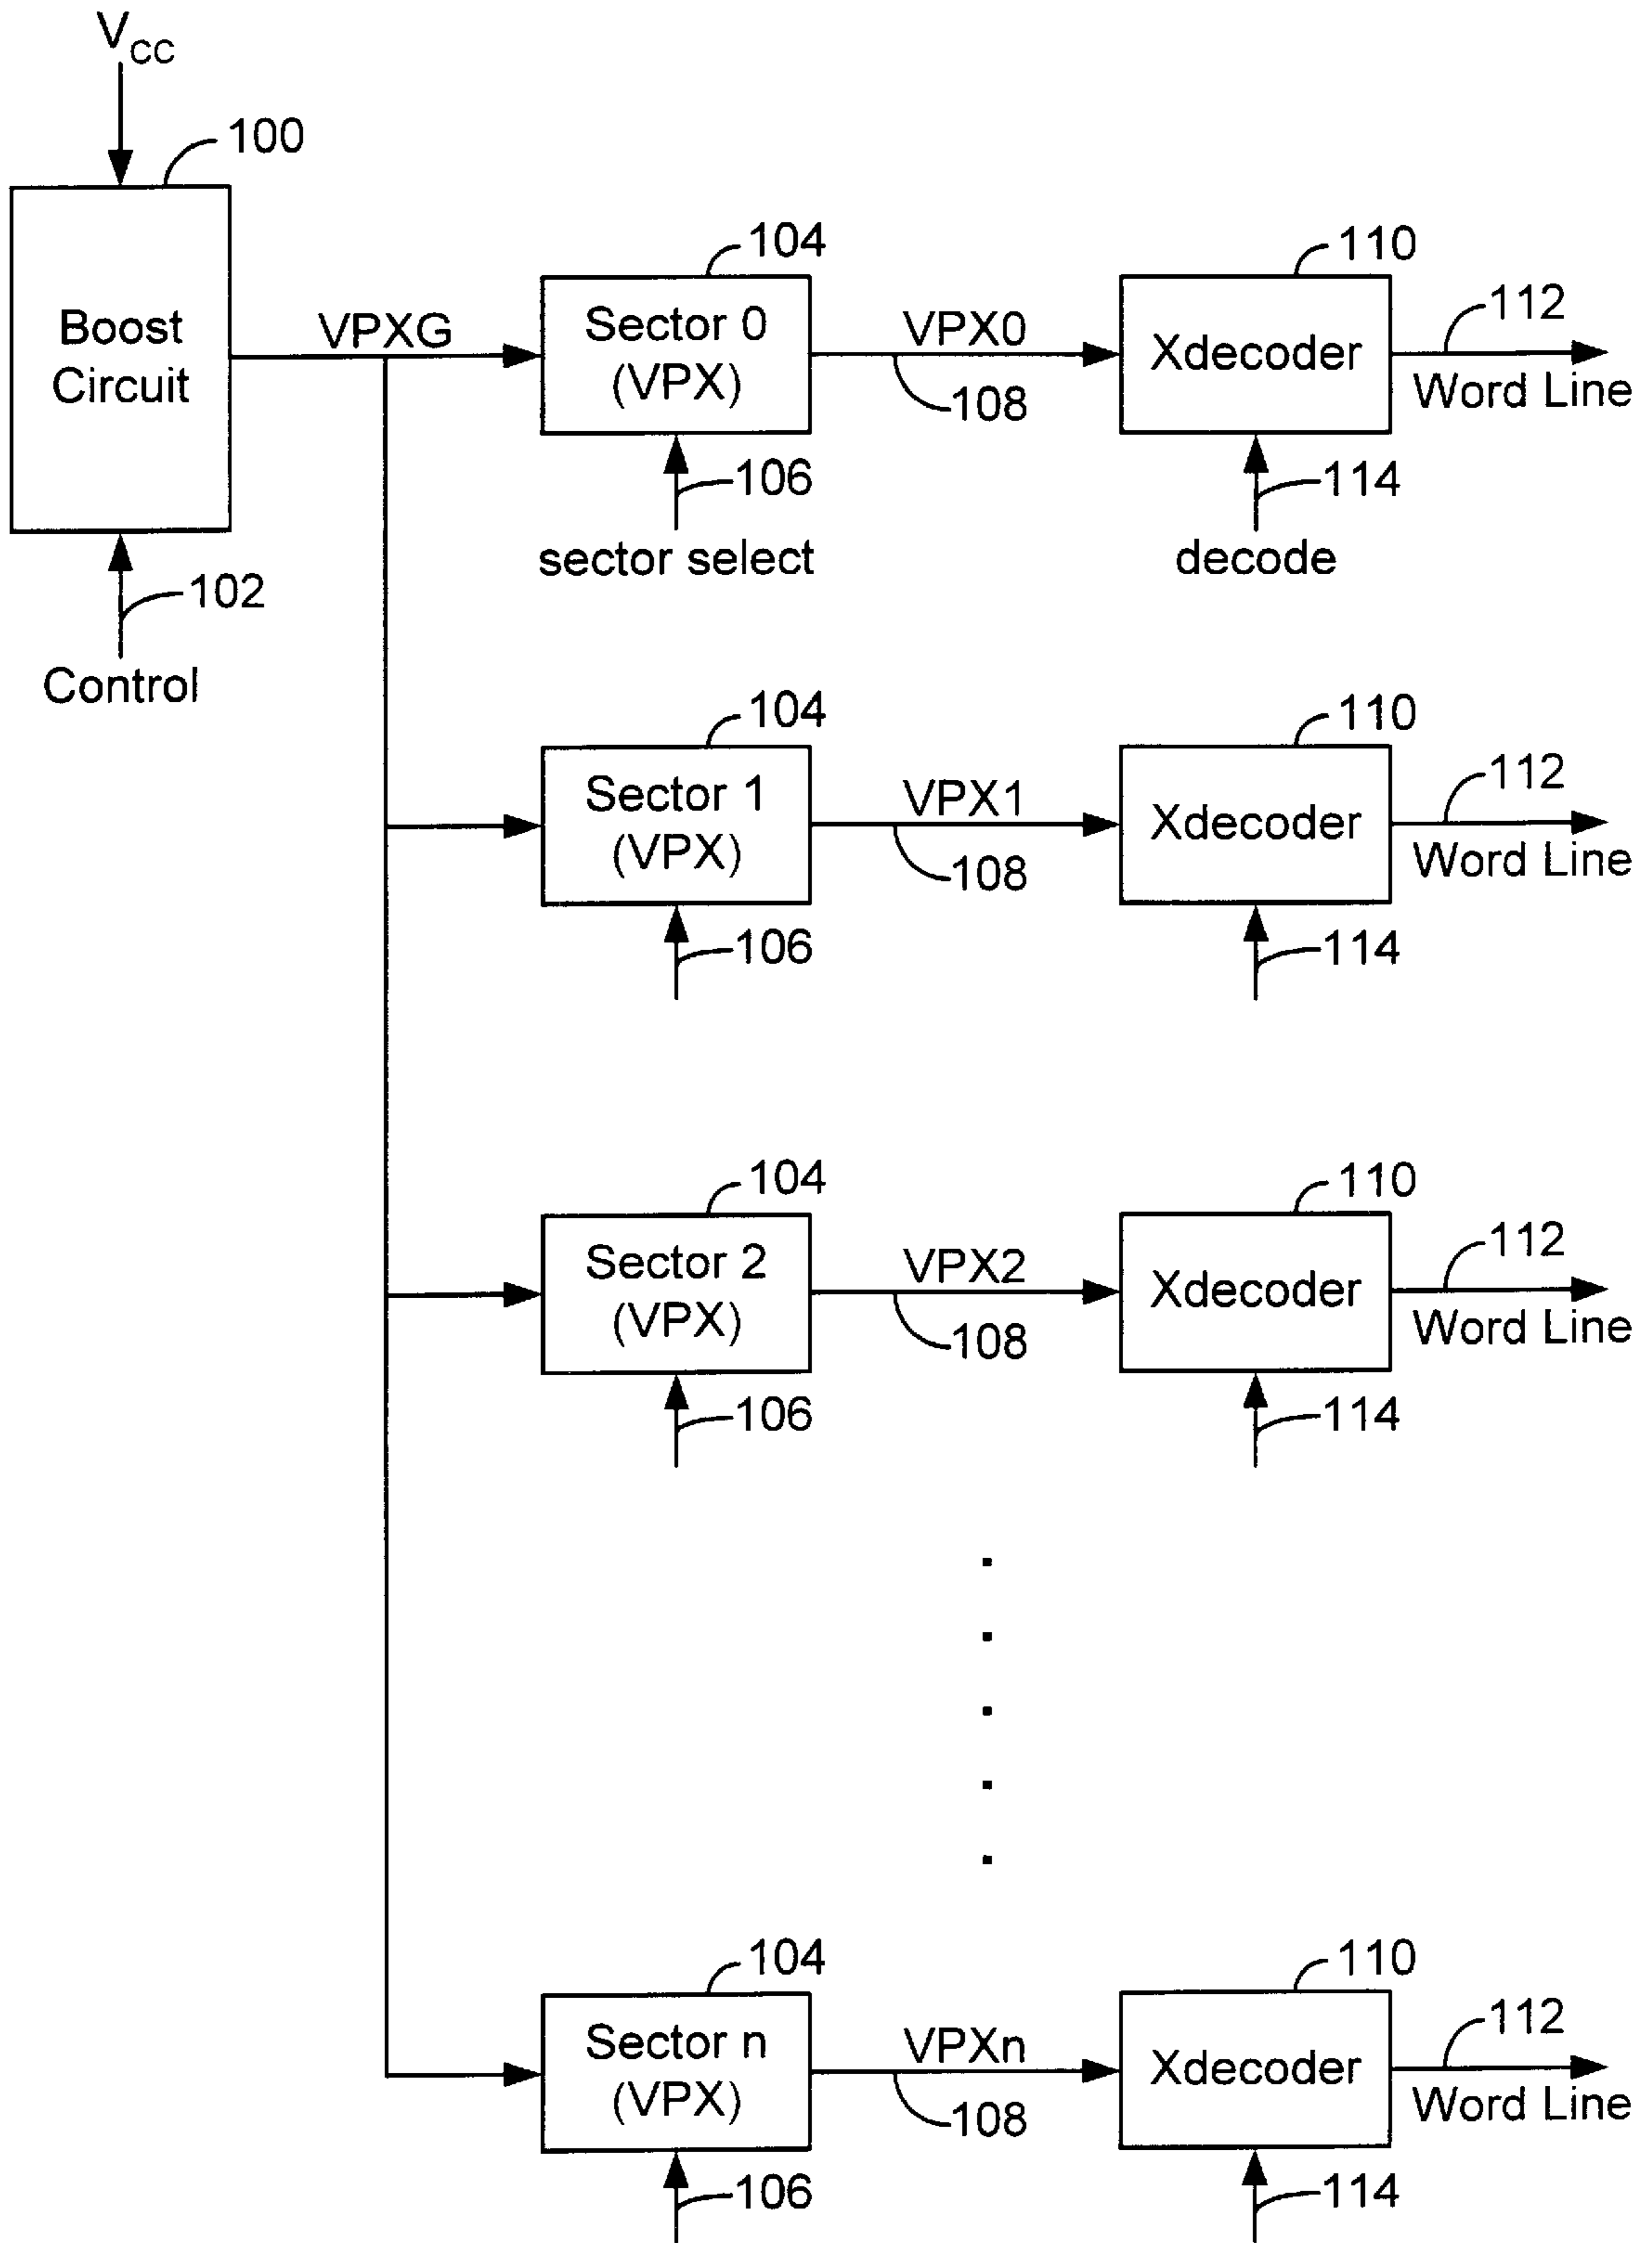 VCC
100
Boost
Circuit
102
Control
VPXG
104
Sector 0
(VPX)
106
sector select
VPX0
108
110
Xdecoder
112
Word Line
114
decode
104
Sector 1
(VPX)
106
VPX1
108
110
Xdecoder
112
Word Line
114
104
Sector 2
(VPX)
106
VPX2
108
110
Xdecoder
112
Word Line
114
104
Sector n
(VPX)
106
VPXn
108
110
Xdecoder
112
Word Line
114